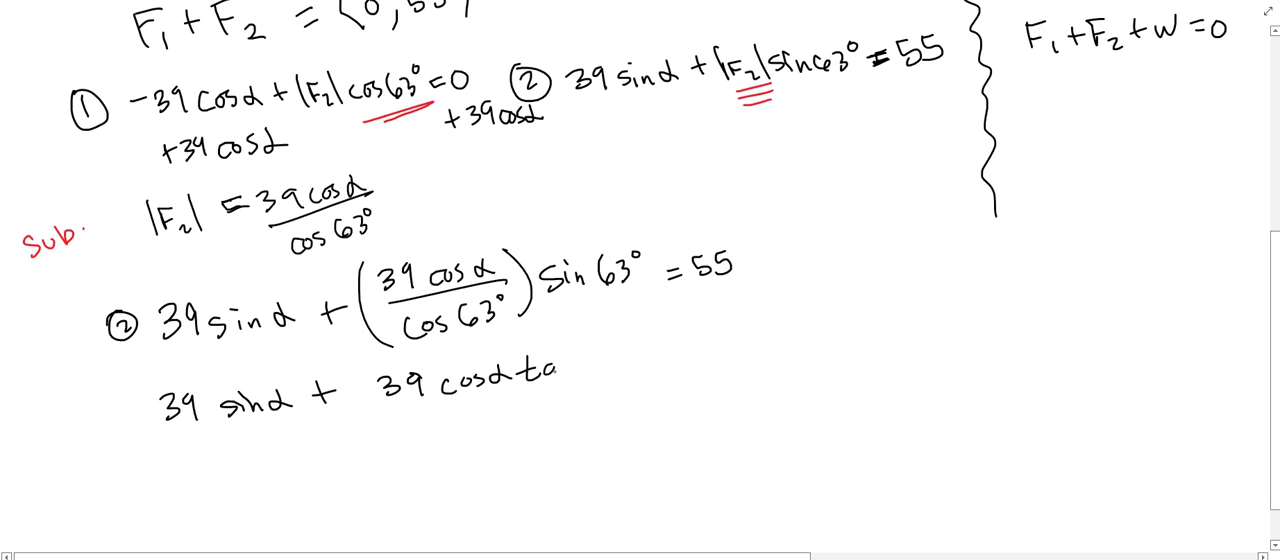 F₁ + F₂ = ⟨0, 55⟩
F₁ + F₂ + w = 0
① -39 cos α + |F₂| cos 63° = 0
② 39 sin α + |F₂| sin 63° = 55
+39 cos α +39 cos α
|F₂| = 39 cos α / cos 63°
Sub.
② 39 sin α + (39 cos α / cos 63°) sin 63° = 55
39 sin α + 39 cos α ta